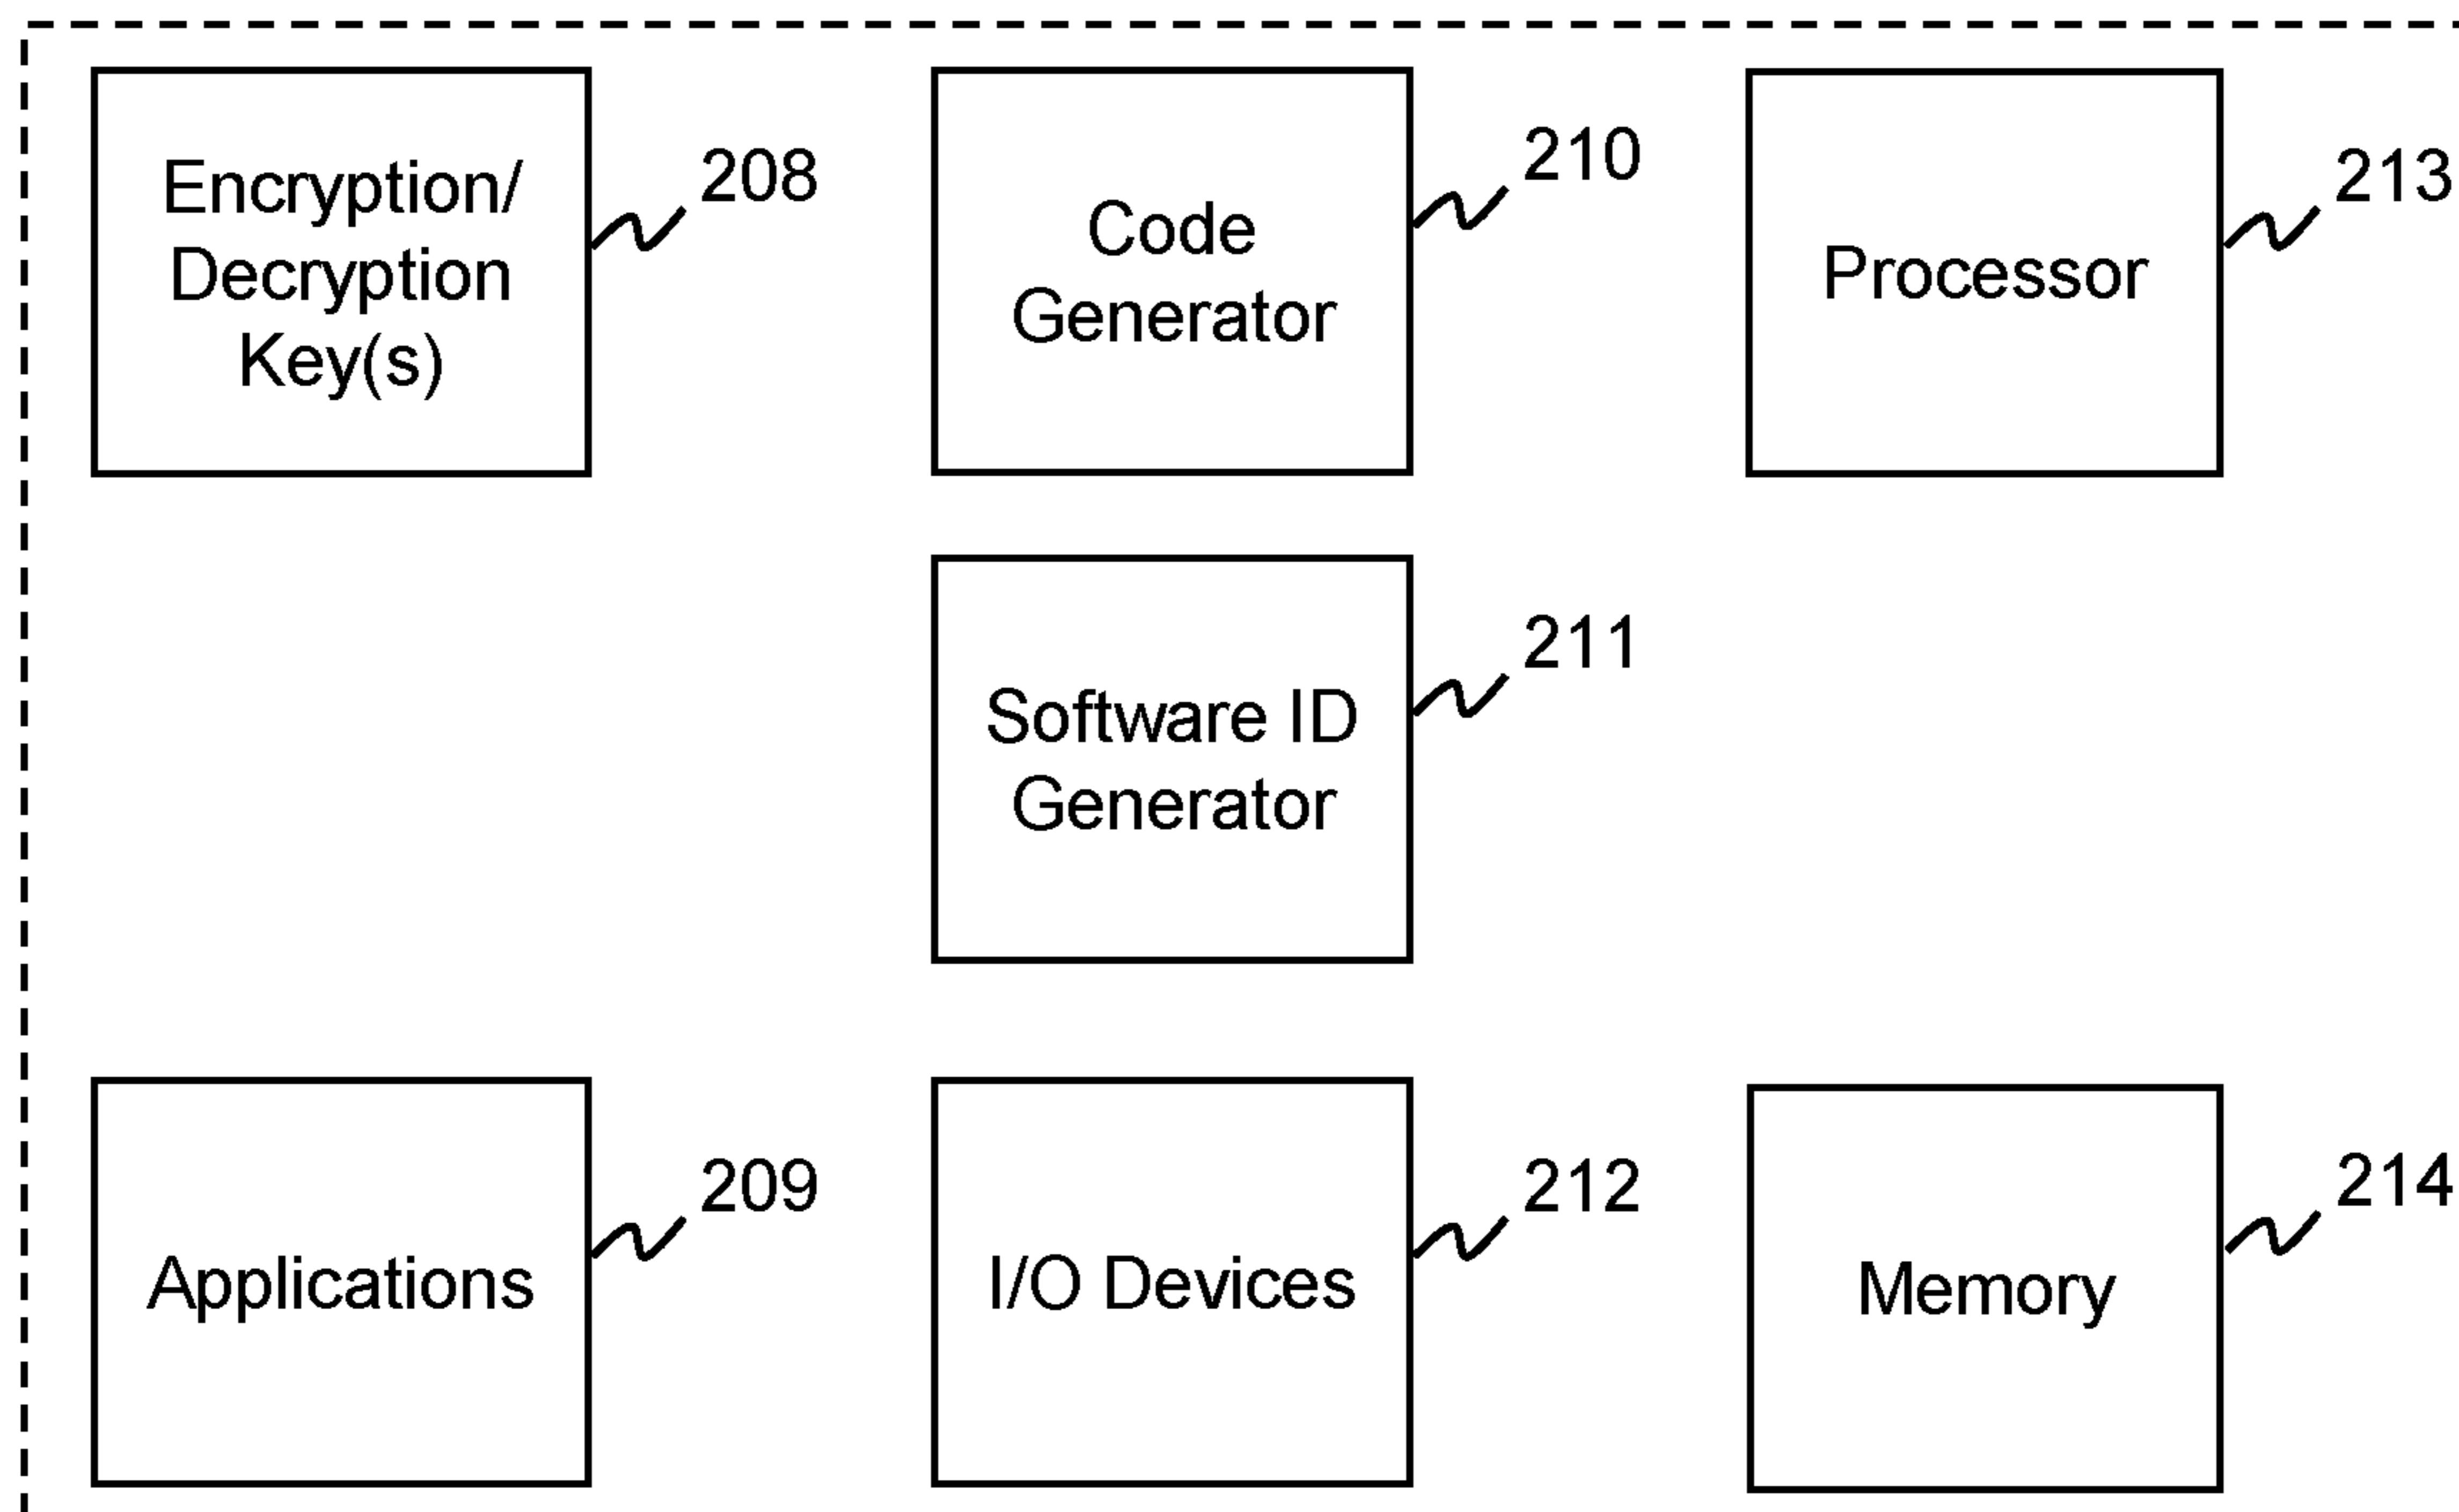 Encryption/
Decryption
Key(s)
208
Code
Generator
210
Processor
213
Software ID
Generator
211
Applications
209
I/O Devices
212
Memory
214